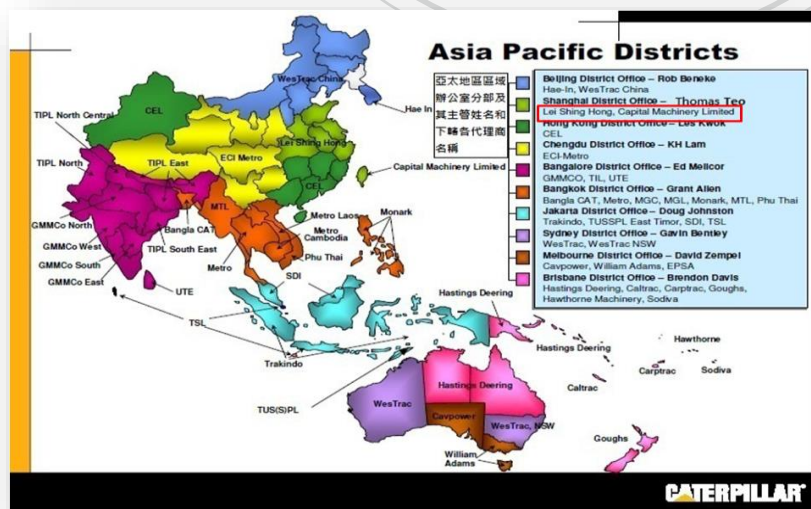 Asia Pacific Districts
亞太地區區域
辦公室分部及
其主管姓名和
下轄各代理商
名稱
Beijing District Office – Rob Beneke
Hae-In, WesTrac China
Shanghai District Office – Thomas Teo
Lei Shing Hong, Capital Machinery Limited
Hong Kong District Office – Les Kwok
CEL
Chengdu District Office – KH Lam
ECI-Metro
Bangalore District Office – Ed Mellcor
GMMCO, TIL, UTE
Bangkok District Office – Grant Allen
Bangla CAT, Metro, MGC, MGL, Monark, MTL, Phu Thai
Jakarta District Office – Doug Johnston
Trakindo, TUSSPL East Timor, SDI, TSL
Sydney District Office – Gavin Bentley
WesTrac, WesTrac NSW
Melbourne District Office – David Zempel
Cavpower, William Adams, EPSA
Brisbane District Office – Brendon Davis
Hastings Deering, Caltrac, Carptrac, Goughs,
Hawthorne Machinery, Sodiva
WesTrac China
Hae In
CEL
TIPL North Central
Lei Shing Hong
TIPL North
TIPL East
ECI Metro
Capital Machinery Limited
CEL
MTL
GMMCo North
Bangla CAT
Metro Laos
Monark
GMMCo West
TIPL South East
Metro
Cambodia
GMMCo South
Metro
Phu Thai
GMMCo East
UTE
SDI
TSL
Hastings Deering
Trakindo
Hastings Deering
Hawthorne
Carptrac
Sodiva
Caltrac
TUS(S)PL
WesTrac
Hastings Deering
Cavpower
WesTrac, NSW
William
Adams
Goughs
CATERPILLAR